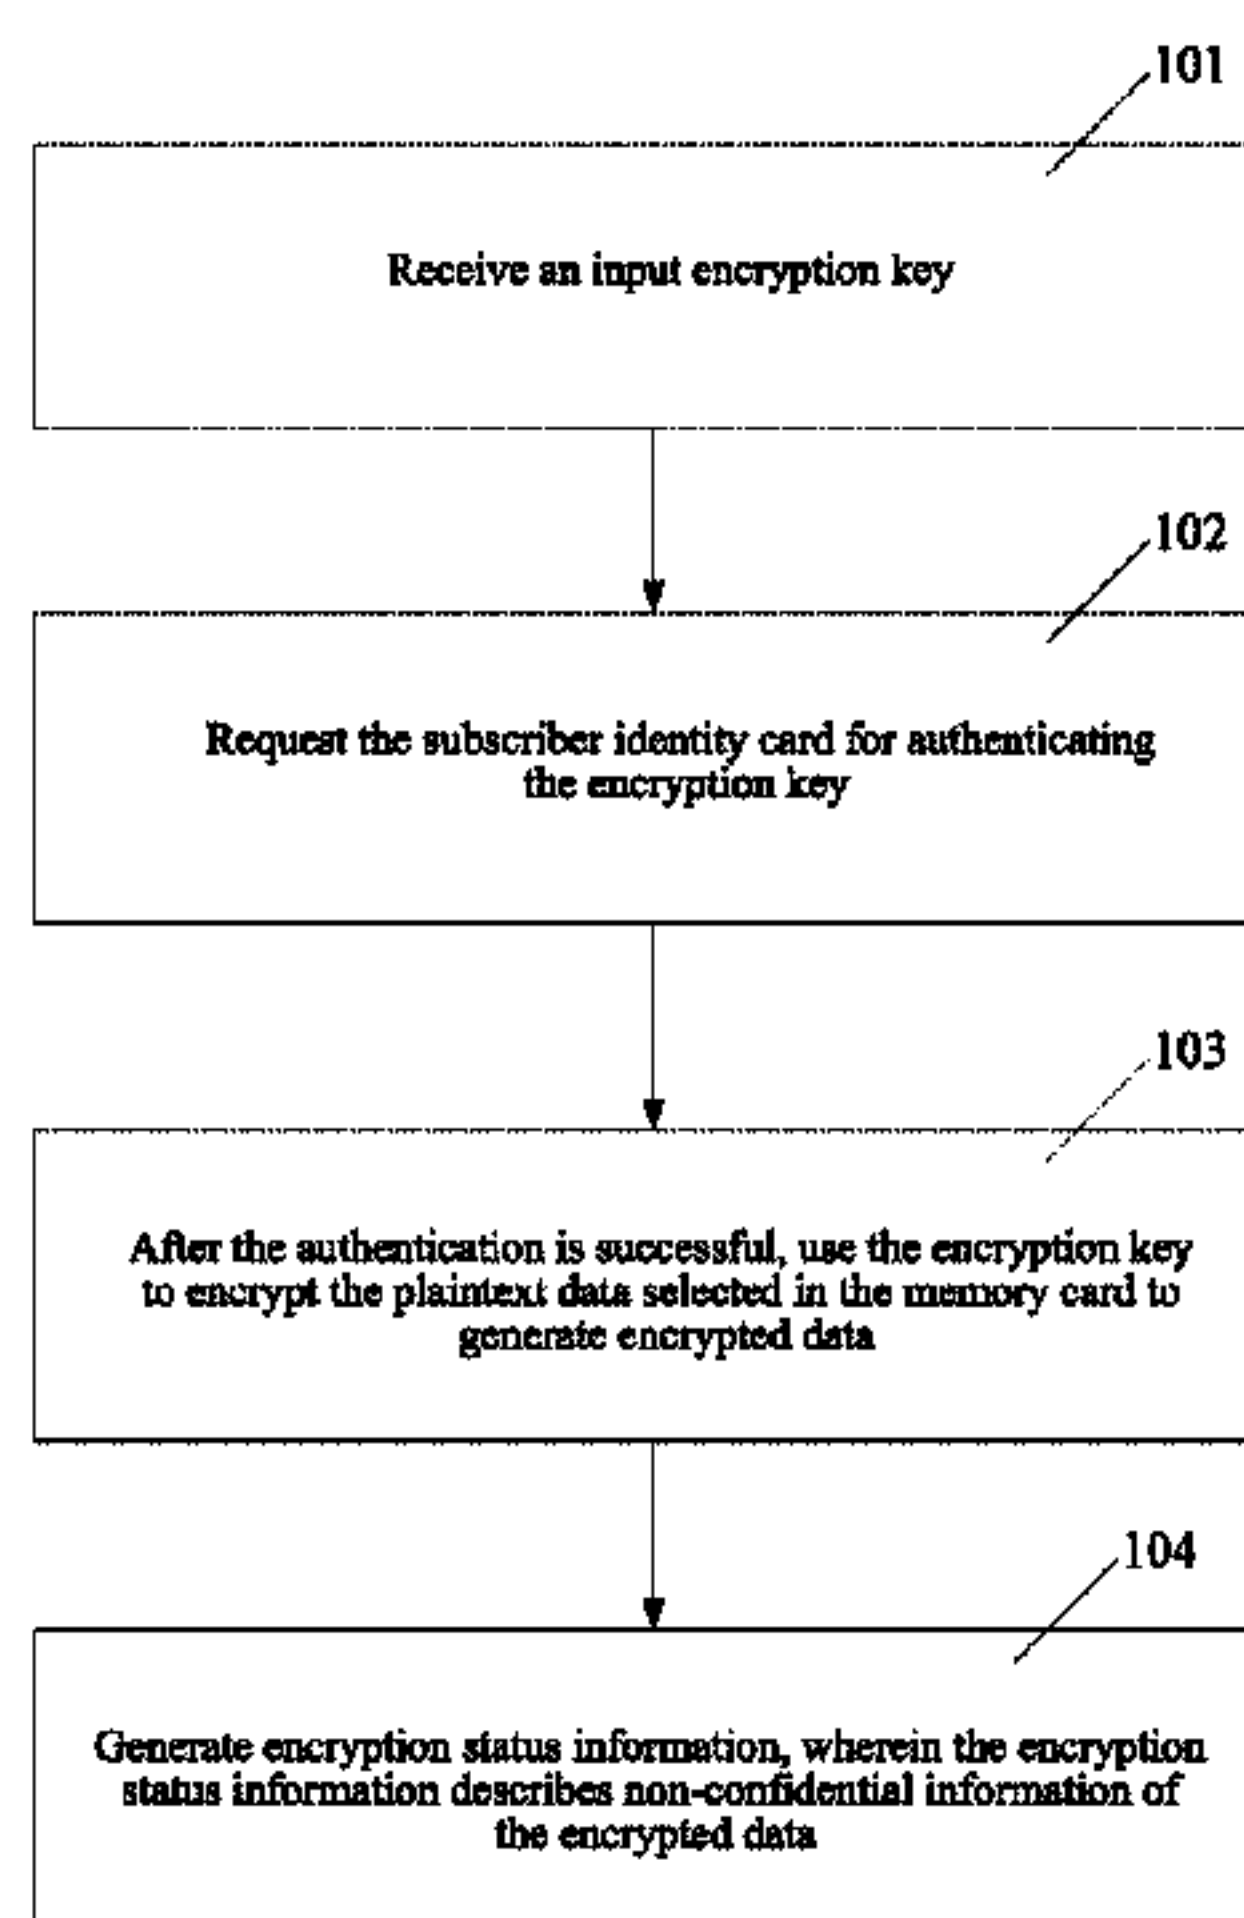 101
Receive an input encryption key
102
Request the subscriber identity card for authenticating
the encryption key
103
After the authentication is successful, use the encryption key
to encrypt the plaintext data selected in the memory card to
generate encrypted data
104
Generate encryption status information, wherein the encryption
status information describes non-confidential information of
the encrypted data